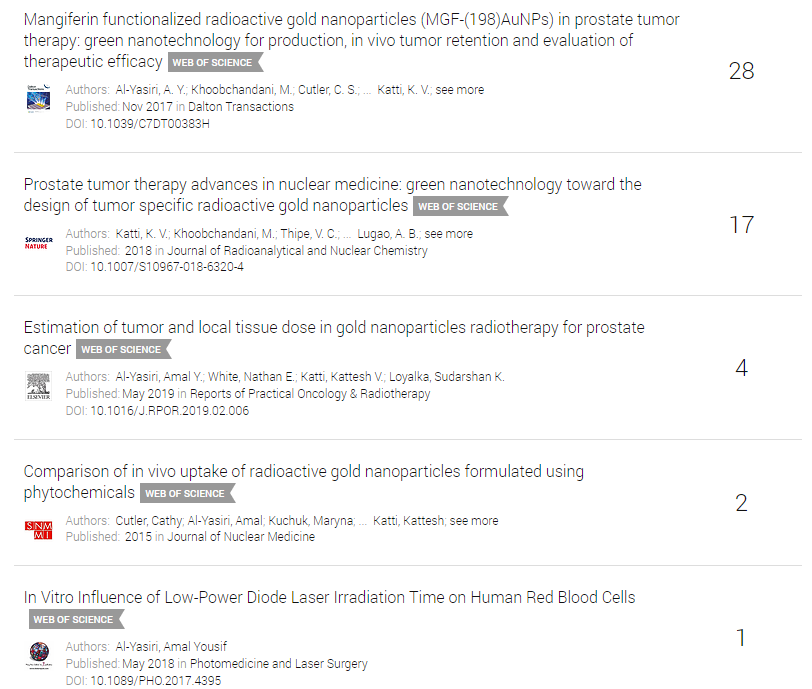 Mangiferin functionalized radioactive gold nanoparticles (MGF-(198)AuNPs) in prostate tumor
therapy: green nanotechnology for production, in vivo tumor retention and evaluation of
therapeutic efficacy WEB OF SCIENCE
28
Authors: Al-Yasiri, A. Y.; Khoobchandani, M.; Cutler, C. S.; ... Katti, K. V.; see more
Published: Nov 2017 in Dalton Transactions
DOI: 10.1039/C7DT00383H
Prostate tumor therapy advances in nuclear medicine: green nanotechnology toward the
design of tumor specific radioactive gold nanoparticles WEB OF SCIENCE
17
SPRINGER
NATURE
Authors: Katti, K. V.; Khoobchandani, M.; Thipe, V. C.; ... Lugao, A. B.; see more
Published: 2018 in Journal of Radioanalytical and Nuclear Chemistry
DOI: 10.1007/S10967-018-6320-4
Estimation of tumor and local tissue dose in gold nanoparticles radiotherapy for prostate
cancer WEB OF SCIENCE
4
ELSEVIER
Authors: Al-Yasiri, Amal Y.; White, Nathan E.; Katti, Kattesh V.; Loyalka, Sudarshan K.
Published: May 2019 in Reports of Practical Oncology & Radiotherapy
DOI: 10.1016/J.RPOR.2019.02.006
Comparison of in vivo uptake of radioactive gold nanoparticles formulated using
phytochemicals WEB OF SCIENCE
2
SNM
MI
Authors: Cutler, Cathy; Al-Yasiri, Amal; Kuchuk, Maryna; ... Katti, Kattesh; see more
Published: 2015 in Journal of Nuclear Medicine
In Vitro Influence of Low-Power Diode Laser Irradiation Time on Human Red Blood Cells
WEB OF SCIENCE
1
Authors: Al-Yasiri, Amal Yousif
Published: May 2018 in Photomedicine and Laser Surgery
DOI: 10.1089/PHO.2017.4395